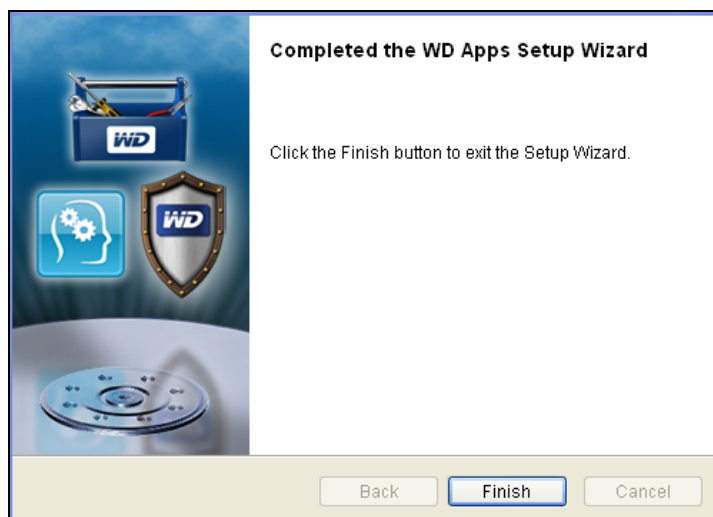 Completed the WD Apps Setup Wizard
Click the Finish button to exit the Setup Wizard.
WD
WD
Back
Finish
Cancel